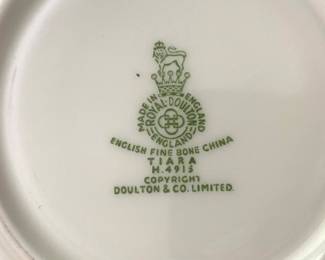 MADE IN ENGLAND
ROYAL·DOULTON
ENGLAND
ENGLISH FINE BONE CHINA
TIARA
H.4915
COPYRIGHT
DOULTON & CO. LIMITED.